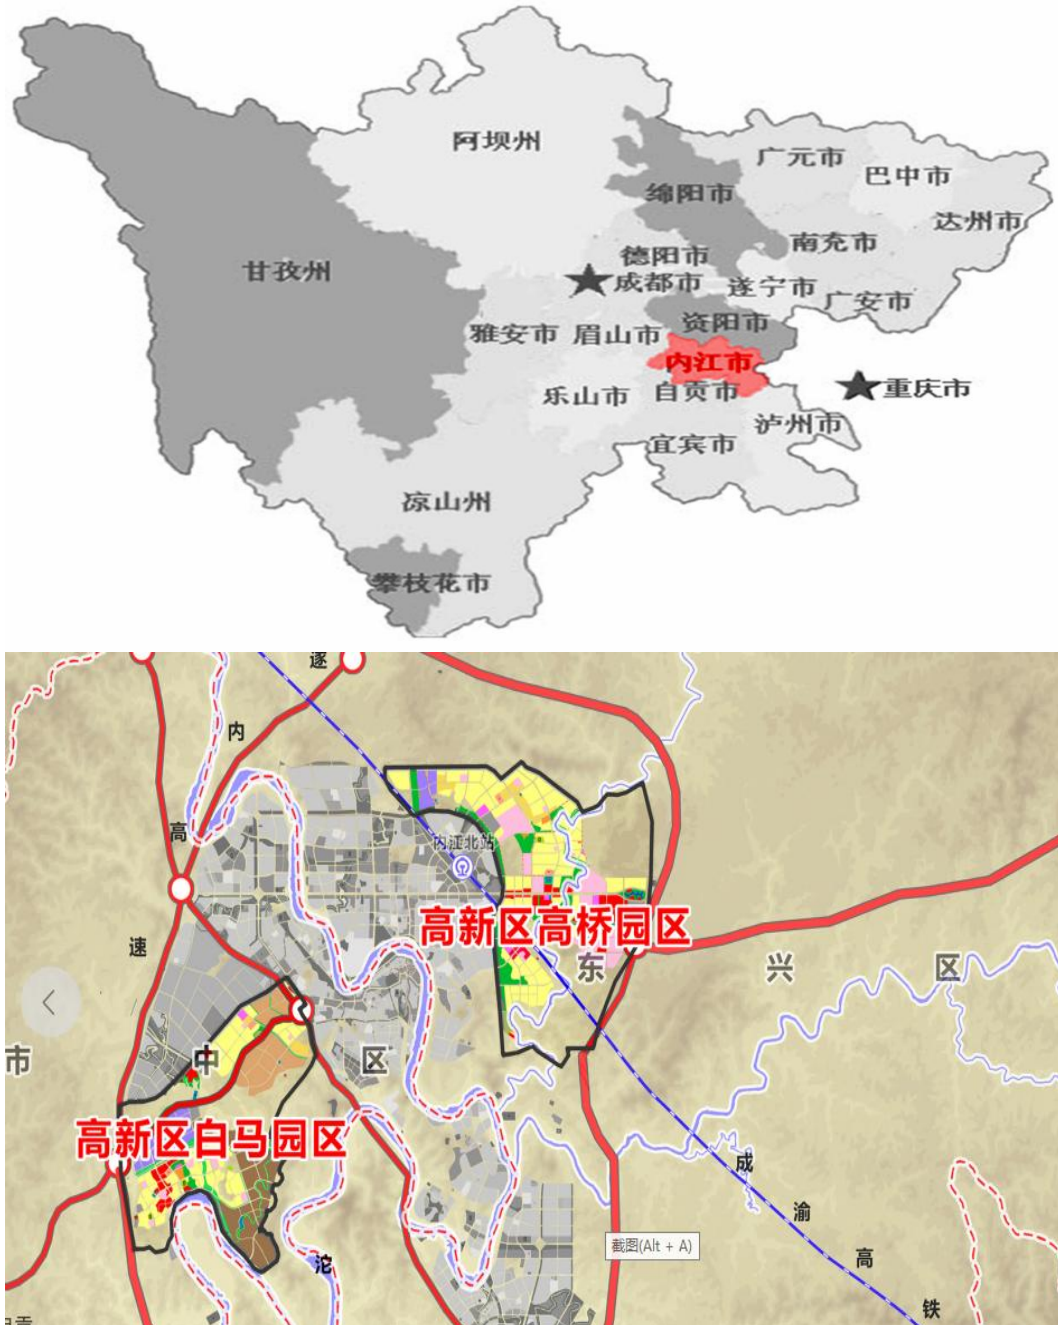 阿坝州
广元市
巴中市
绵阳市
达州市
南充市
德阳市
甘孜州
成都市
遂宁市
广安市
资阳市
雅安市
眉山市
内江市
重庆市
乐山市
自贡市
泸州市
宜宾市
凉山州
攀枝花市
遂
内
高
内江北站
高新区高桥园区
速
东兴区
市中区
高新区白马园区
成
渝
高
铁
截图(Alt + A)
沱